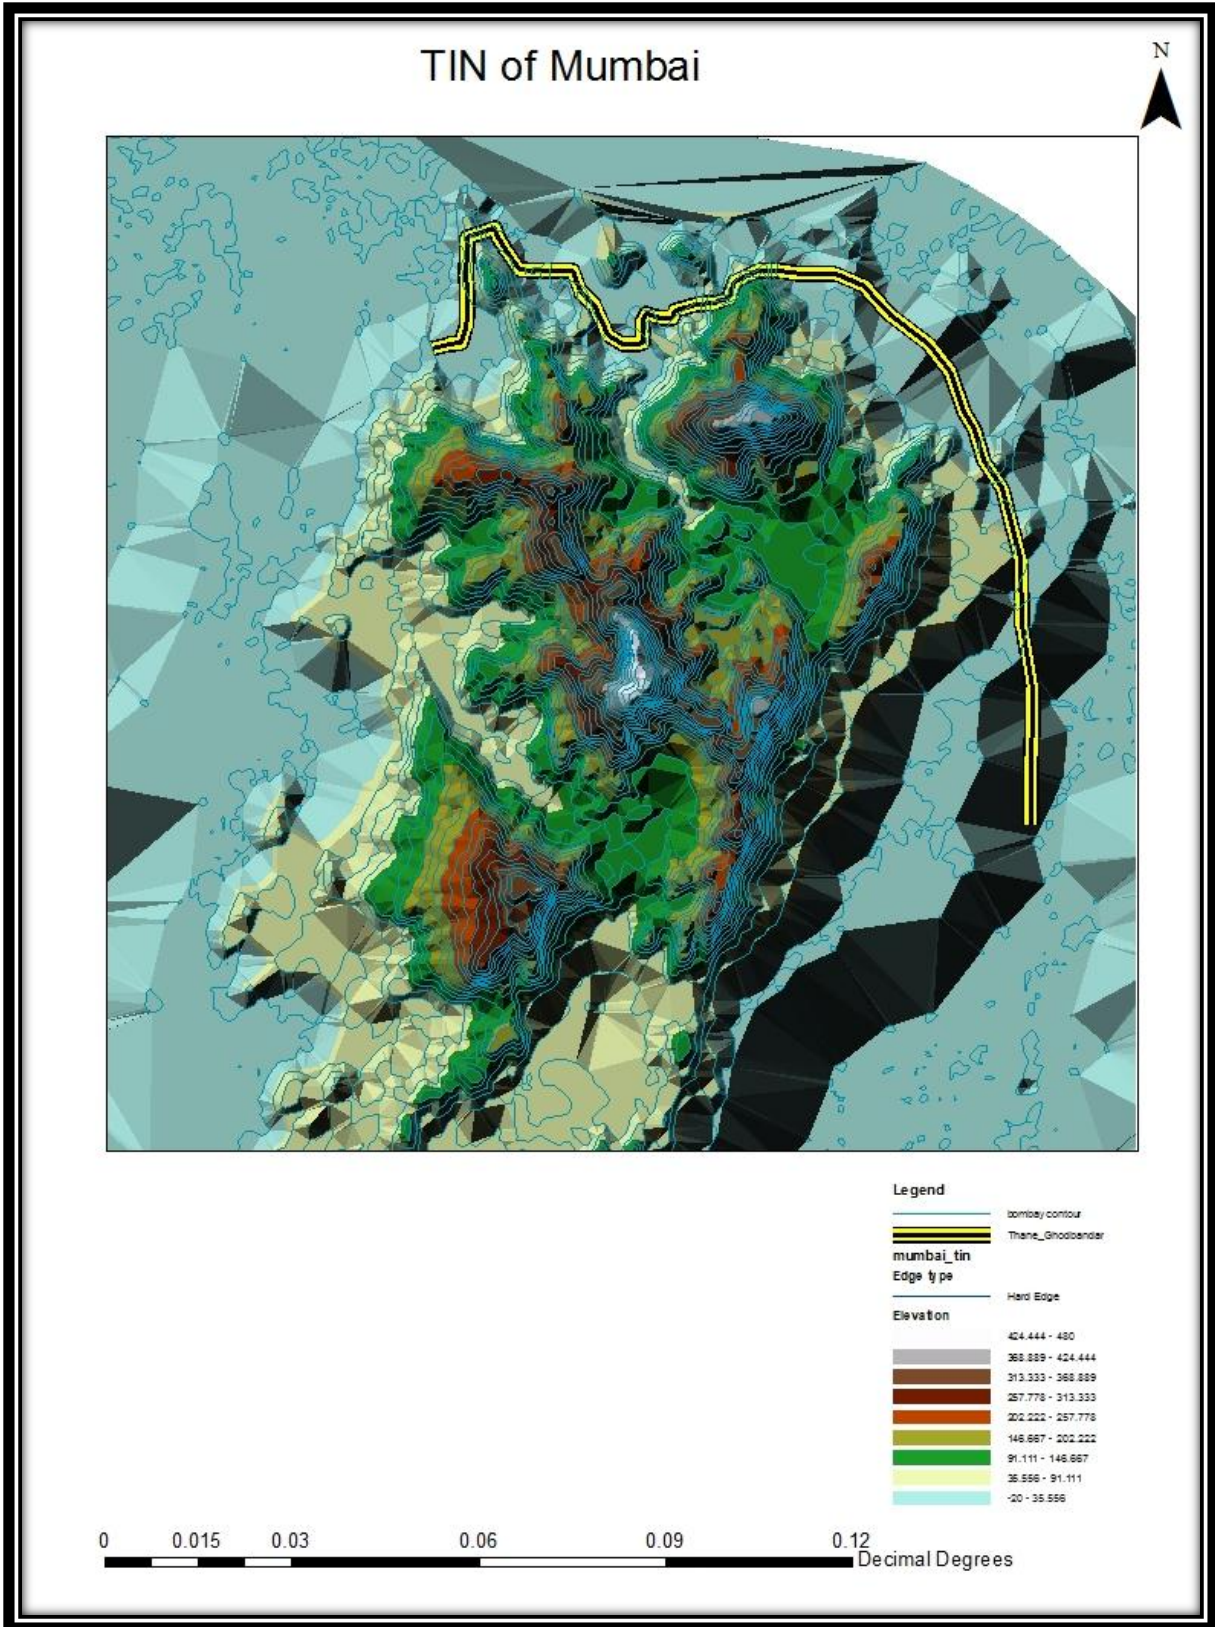 TIN of Mumbai
N
Legend
bombay contour
Thane_Ghodbandar
mumbai_tin
Edge type
Hard Edge
Elevation
424.444 - 480
368.889 - 424.444
313.333 - 368.889
257.778 - 313.333
202.222 - 257.778
146.667 - 202.222
91.111 - 146.667
35.556 - 91.111
-20 - 35.556
0 0.015 0.03 0.06 0.09 0.12
Decimal Degrees